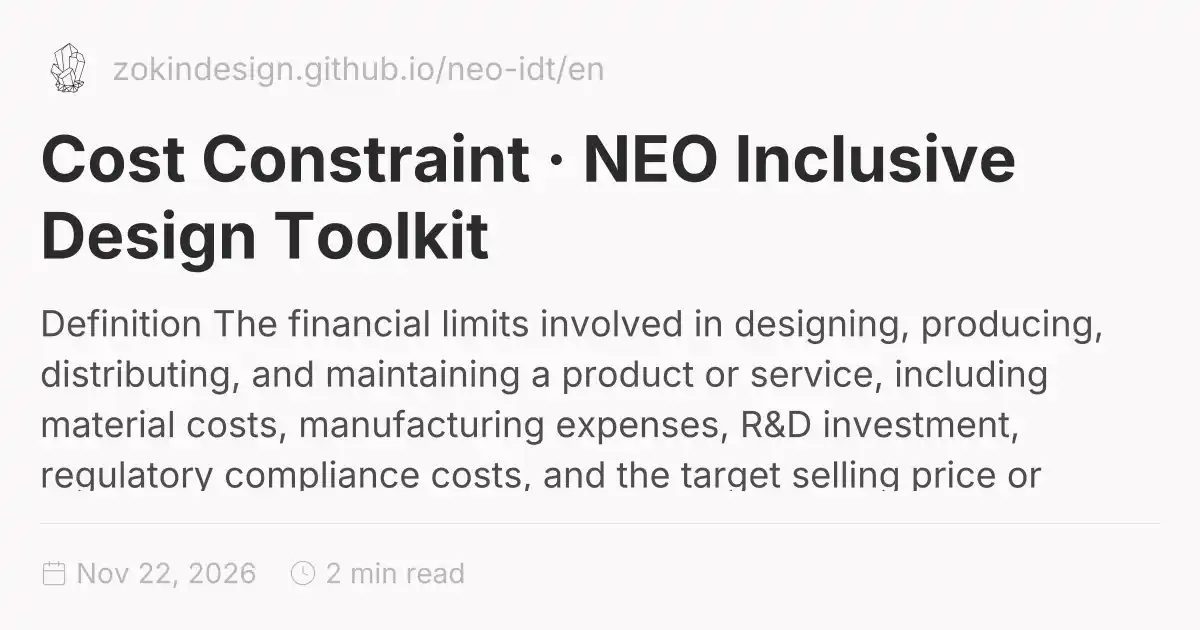 zokindesign.github.io/neo-idt/en
Cost Constraint · NEO Inclusive
Design Toolkit
Definition The financial limits involved in designing, producing,
distributing, and maintaining a product or service, including
material costs, manufacturing expenses, R&D investment,
regulatory compliance costs, and the target selling price or
Nov 22, 2026
2 min read